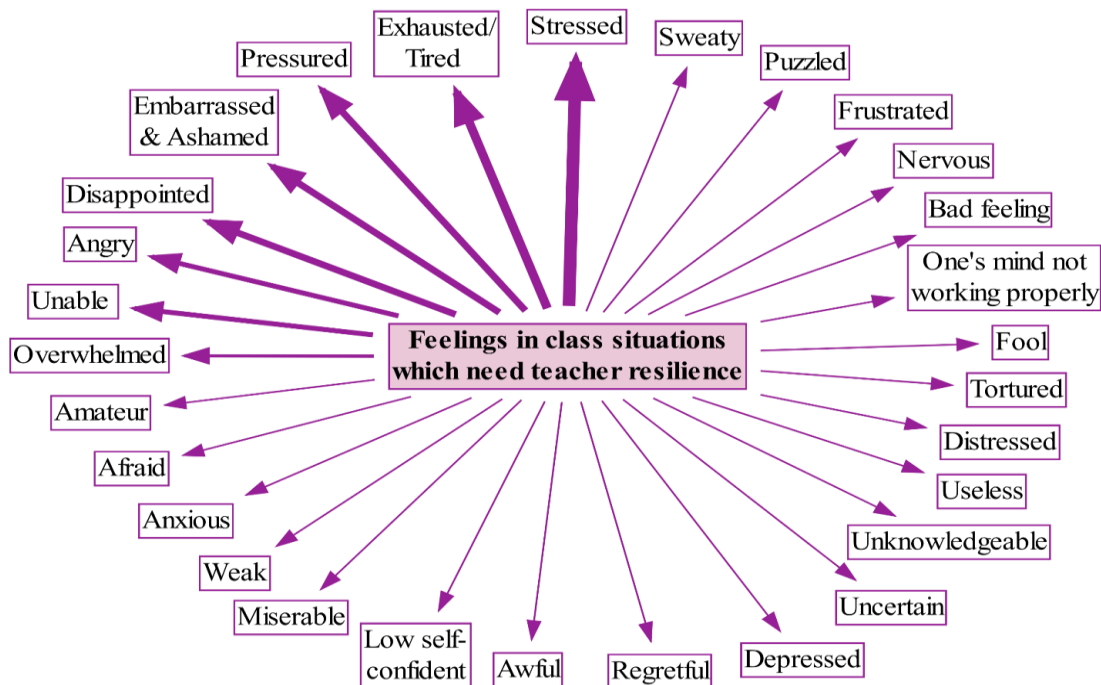 Stressed
Sweaty
Puzzled
Frustrated
Nervous
Bad feeling
One's mind not
working properly
Fool
Tortured
Distressed
Useless
Unknowledgeable
Uncertain
Depressed
Regretful
Awful
Low self-
confident
Miserable
Weak
Anxious
Afraid
Amateur
Overwhelmed
Unable
Angry
Disappointed
Embarrassed
& Ashamed
Pressured
Exhausted/
Tired
Feelings in class situations
which need teacher resilience